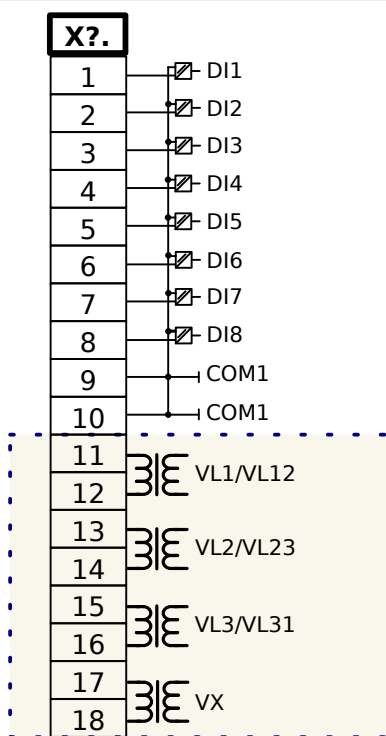 X?.
1 DI1
2 DI2
3 DI3
4 DI4
5 DI5
6 DI6
7 DI7
8 DI8
9 COM1
10 COM1
11
VL1/VL12
12
13
VL2/VL23
14
15
VL3/VL31
16
17
VX
18